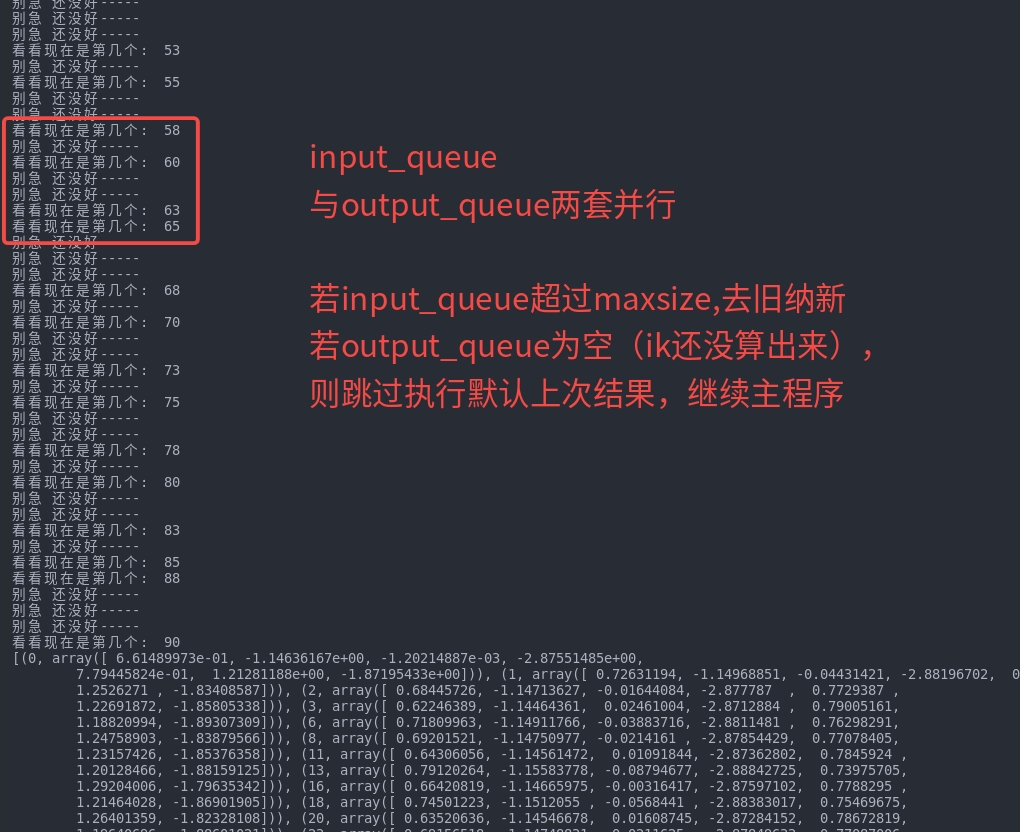 别急 还没好-----
别急 还没好-----
别急 还没好-----
看看现在是第几个: 53
别急 还没好-----
看看现在是第几个: 55
别急 还没好-----
别急 还没好-----
看看现在是第几个: 58
别急 还没好-----
看看现在是第几个: 60
别急 还没好-----
别急 还没好-----
看看现在是第几个: 63
看看现在是第几个: 65
别急 还没好-----
别急 还没好-----
别急 还没好-----
看看现在是第几个: 68
别急 还没好-----
看看现在是第几个: 70
别急 还没好-----
别急 还没好-----
看看现在是第几个: 73
别急 还没好-----
看看现在是第几个: 75
别急 还没好-----
别急 还没好-----
看看现在是第几个: 78
别急 还没好-----
看看现在是第几个: 80
别急 还没好-----
别急 还没好-----
看看现在是第几个: 83
别急 还没好-----
看看现在是第几个: 85
看看现在是第几个: 88
别急 还没好-----
别急 还没好-----
别急 还没好-----
看看现在是第几个: 90
input_queue
与output_queue两套并行
若input_queue超过maxsize,去旧纳新
若output_queue为空（ik还没算出来），
则跳过执行默认上次结果，继续主程序
[(0, array([ 6.61489973e-01, -1.14636167e+00, -1.20214887e-03, -2.87551485e+00,
7.79445824e-01, 1.21281188e+00, -1.87195433e+00])), (1, array([ 0.72631194, -1.14968851, -0.04431421, -2.88196702, 0
1.2526271 , -1.83408587])), (2, array([ 0.68445726, -1.14713627, -0.01644084, -2.877787 , 0.7729387 ,
1.22691872, -1.85805338])), (3, array([ 0.62246389, -1.14464361, 0.02461004, -2.8712884 , 0.79005161,
1.18820994, -1.89307309])), (6, array([ 0.71809963, -1.14911766, -0.03883716, -2.8811481 , 0.76298291,
1.24758903, -1.83879566])), (8, array([ 0.69201521, -1.14750977, -0.0214161 , -2.87854429, 0.77078405,
1.23157426, -1.85376358])), (11, array([ 0.64306056, -1.14561472, 0.01091844, -2.87362802, 0.7845924 ,
1.20128466, -1.88159125])), (13, array([ 0.79120264, -1.15583778, -0.08794677, -2.88842725, 0.73975705,
1.29204006, -1.79635342])), (16, array([ 0.66420819, -1.14665975, -0.00316417, -2.87597102, 0.7788295 ,
1.21464028, -1.86901905])), (18, array([ 0.74501223, -1.1512055 , -0.0568441 , -2.88383017, 0.75469675,
1.26401359, -1.82328108])), (20, array([ 0.63520636, -1.14546678, 0.01608745, -2.87284152, 0.78672819,